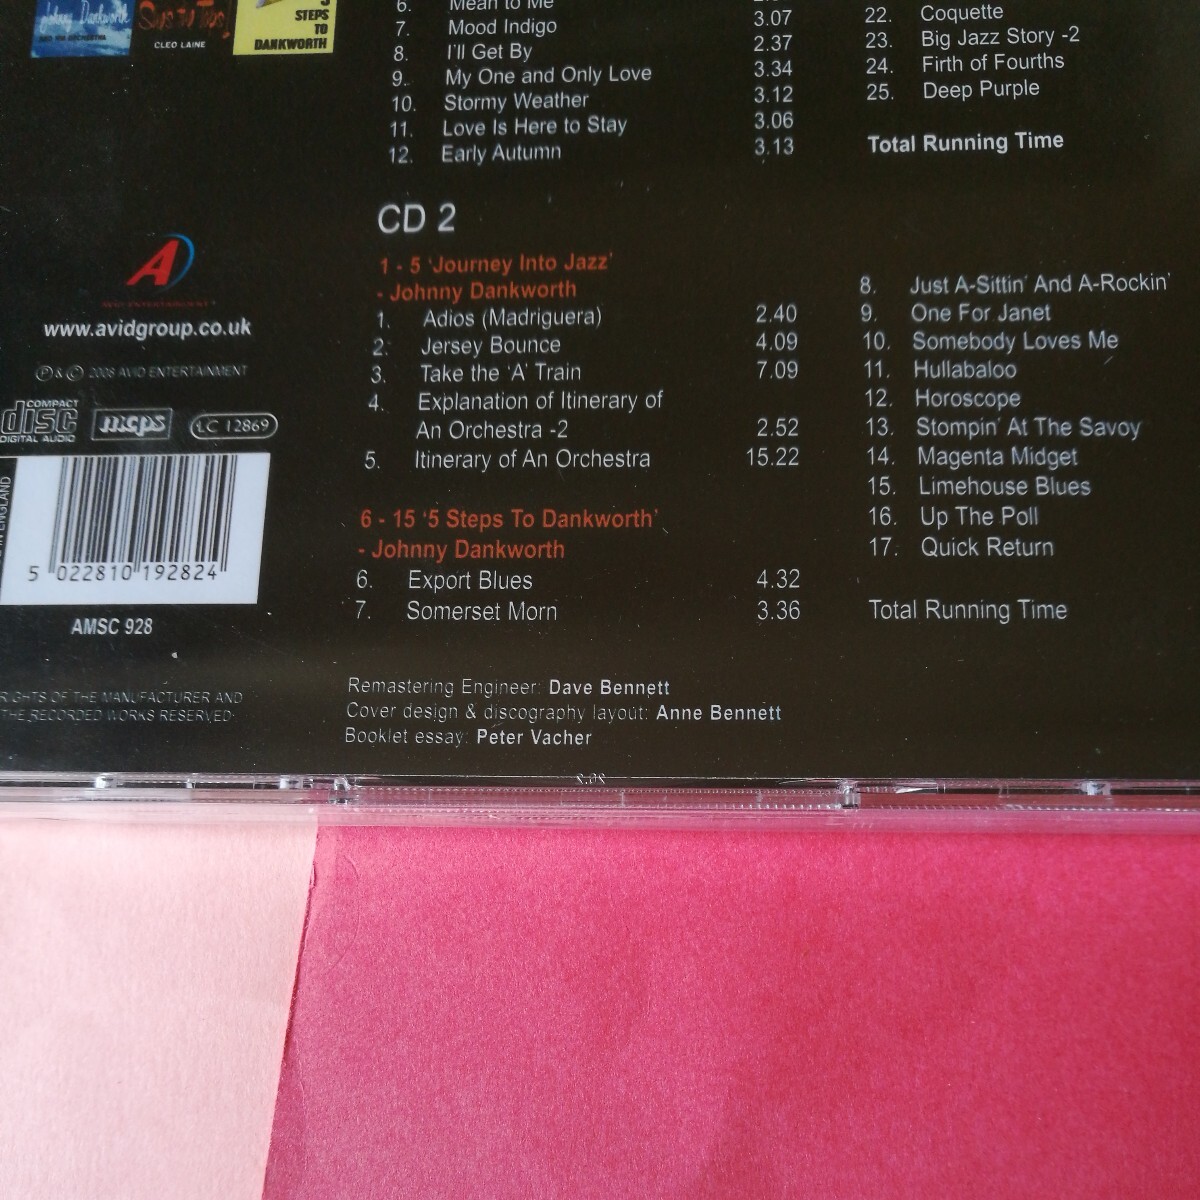 Johnny Dankworth
AND HIS ORCHESTRA
CLEO LAINE
5
STEPS
TO
DANKWORTH
6. Mean to Me
7. Mood Indigo 3.07
8. I'll Get By 2.37
9. My One and Only Love 3.34
10. Stormy Weather 3.12
11. Love Is Here to Stay 3.06
12. Early Autumn 3.13
22. Coquette
23. Big Jazz Story -2
24. Firth of Fourths
25. Deep Purple
Total Running Time
CD 2
1 - 5 'Journey Into Jazz'
- Johnny Dankworth
1. Adios (Madriguera) 2.40
2. Jersey Bounce 4.09
3. Take the 'A' Train 7.09
4. Explanation of Itinerary of
An Orchestra -2 2.52
5. Itinerary of An Orchestra 15.22
6 - 15 '5 Steps To Dankworth'
- Johnny Dankworth
6. Export Blues 4.32
7. Somerset Morn 3.36
8. Just A-Sittin' And A-Rockin'
9. One For Janet
10. Somebody Loves Me
11. Hullabaloo
12. Horoscope
13. Stompin' At The Savoy
14. Magenta Midget
15. Limehouse Blues
16. Up The Poll
17. Quick Return
Total Running Time
A
AVID ENTERTAINMENT
www.avidgroup.co.uk
Ⓟ & © 2008 AVID ENTERTAINMENT
COMPACT
disc
DIGITAL AUDIO
mcps
LC 12869
IN ENGLAND
5 022810 192824
AMSC 928
RIGHTS OF THE MANUFACTURER AND
THE RECORDED WORKS RESERVED
Remastering Engineer: Dave Bennett
Cover design & discography layout: Anne Bennett
Booklet essay: Peter Vacher